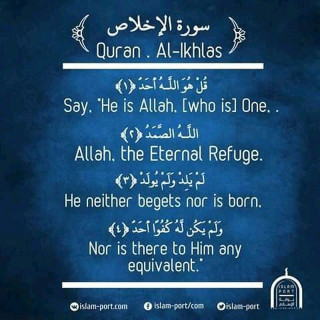 سورة الإخلاص
Quran . Al-Ikhlas
قُلْ هُوَ اللَّهُ أَحَدٌ ﴿١﴾
Say, "He is Allah, [who is] One, .
اللَّهُ الصَّمَدُ ﴿٢﴾
Allah, the Eternal Refuge.
لَمْ يَلِدْ وَلَمْ يُولَدْ ﴿٣﴾
He neither begets nor is born,
وَلَمْ يَكُن لَّهُ كُفُوًا أَحَدٌ ﴿٤﴾
Nor is there to Him any
equivalent."
ISLAM
PORT
islam-port.com
islam-port/com
islam-port